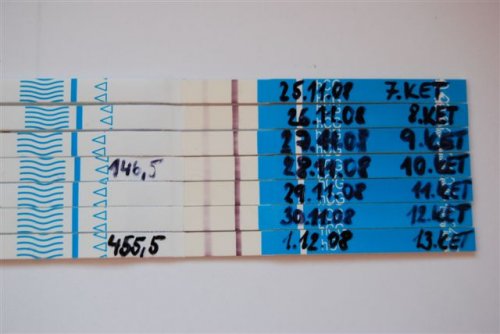 25.11.08 7.KET
26.11.08 8.KET
27.11.08 9.KET
146,5 28.11.08 10.KET
29.11.08 11.KET
30.11.08 12.KET
455,5 1.12.08 13.KET